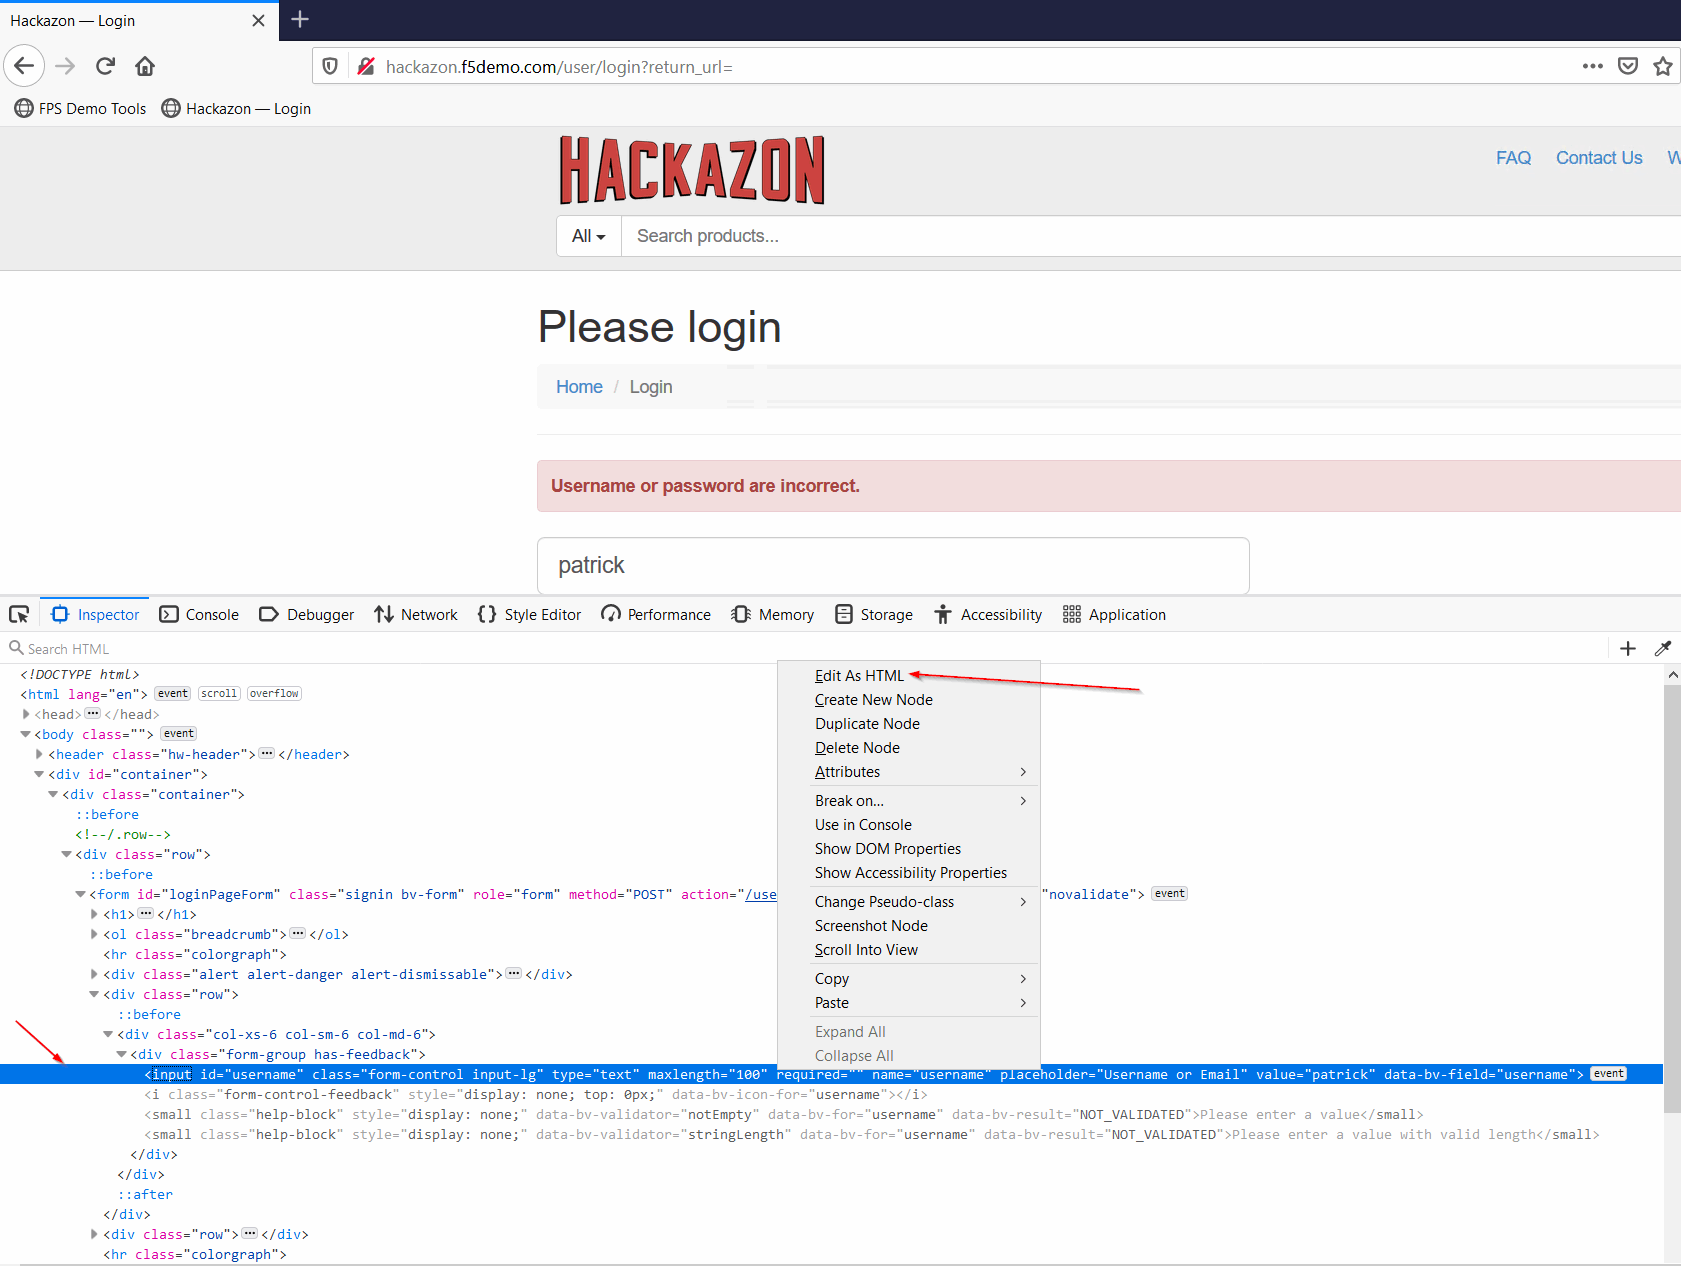 Hackazon — Login
hackazon.f5demo.com/user/login?return_url=
FPS Demo Tools Hackazon — Login
HACKAZON
FAQ Contact Us W
All Search products...
Please login
Home / Login
Username or password are incorrect.
patrick
Inspector Console Debugger Network Style Editor Performance Memory Storage Accessibility Application
Search HTML
<!DOCTYPE html>
<html lang="en"> event scroll overflow
<head> ••• </head>
<body class=""> event
<header class="hw-header"> ••• </header>
<div id="container">
<div class="container">
::before
<!--/.row-->
<div class="row">
::before
<form id="loginPageForm" class="signin bv-form" role="form" method="POST" action="/use "novalidate"> event
<h1> ••• </h1>
<ol class="breadcrumb"> ••• </ol>
<hr class="colorgraph">
<div class="alert alert-danger alert-dismissable"> ••• </div>
<div class="row">
::before
<div class="col-xs-6 col-sm-6 col-md-6">
<div class="form-group has-feedback">
<input id="username" class="form-control input-lg" type="text" maxlength="100" required="" name="username" placeholder="Username or Email" value="patrick" data-bv-field="username"> event
<i class="form-control-feedback" style="display: none; top: 0px;" data-bv-icon-for="username"></i>
<small class="help-block" style="display: none;" data-bv-validator="notEmpty" data-bv-for="username" data-bv-result="NOT_VALIDATED">Please enter a value</small>
<small class="help-block" style="display: none;" data-bv-validator="stringLength" data-bv-for="username" data-bv-result="NOT_VALIDATED">Please enter a value with valid length</small>
</div>
</div>
::after
</div>
<div class="row"> ••• </div>
<hr class="colorgraph">
Edit As HTML
Create New Node
Duplicate Node
Delete Node
Attributes
Break on...
Use in Console
Show DOM Properties
Show Accessibility Properties
Change Pseudo-class
Screenshot Node
Scroll Into View
Copy
Paste
Expand All
Collapse All